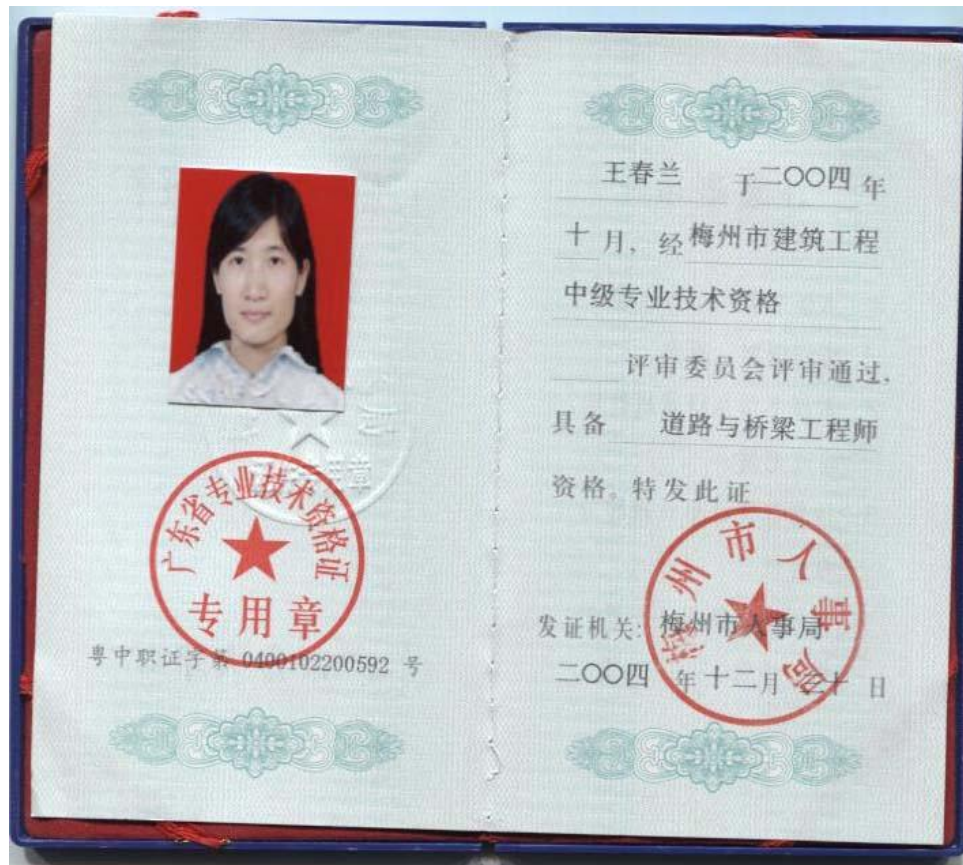 广东省专业技术资格证
专用章
粤中职证字第 0400102200592 号
王春兰 于二〇〇四年
十月，经梅州市建筑工程
中级专业技术资格
评审委员会评审通过，
具备 道路与桥梁工程师
资格。特发此证
梅州市人事局
发证机关：梅州市人事局
二〇〇四年十二月三十日